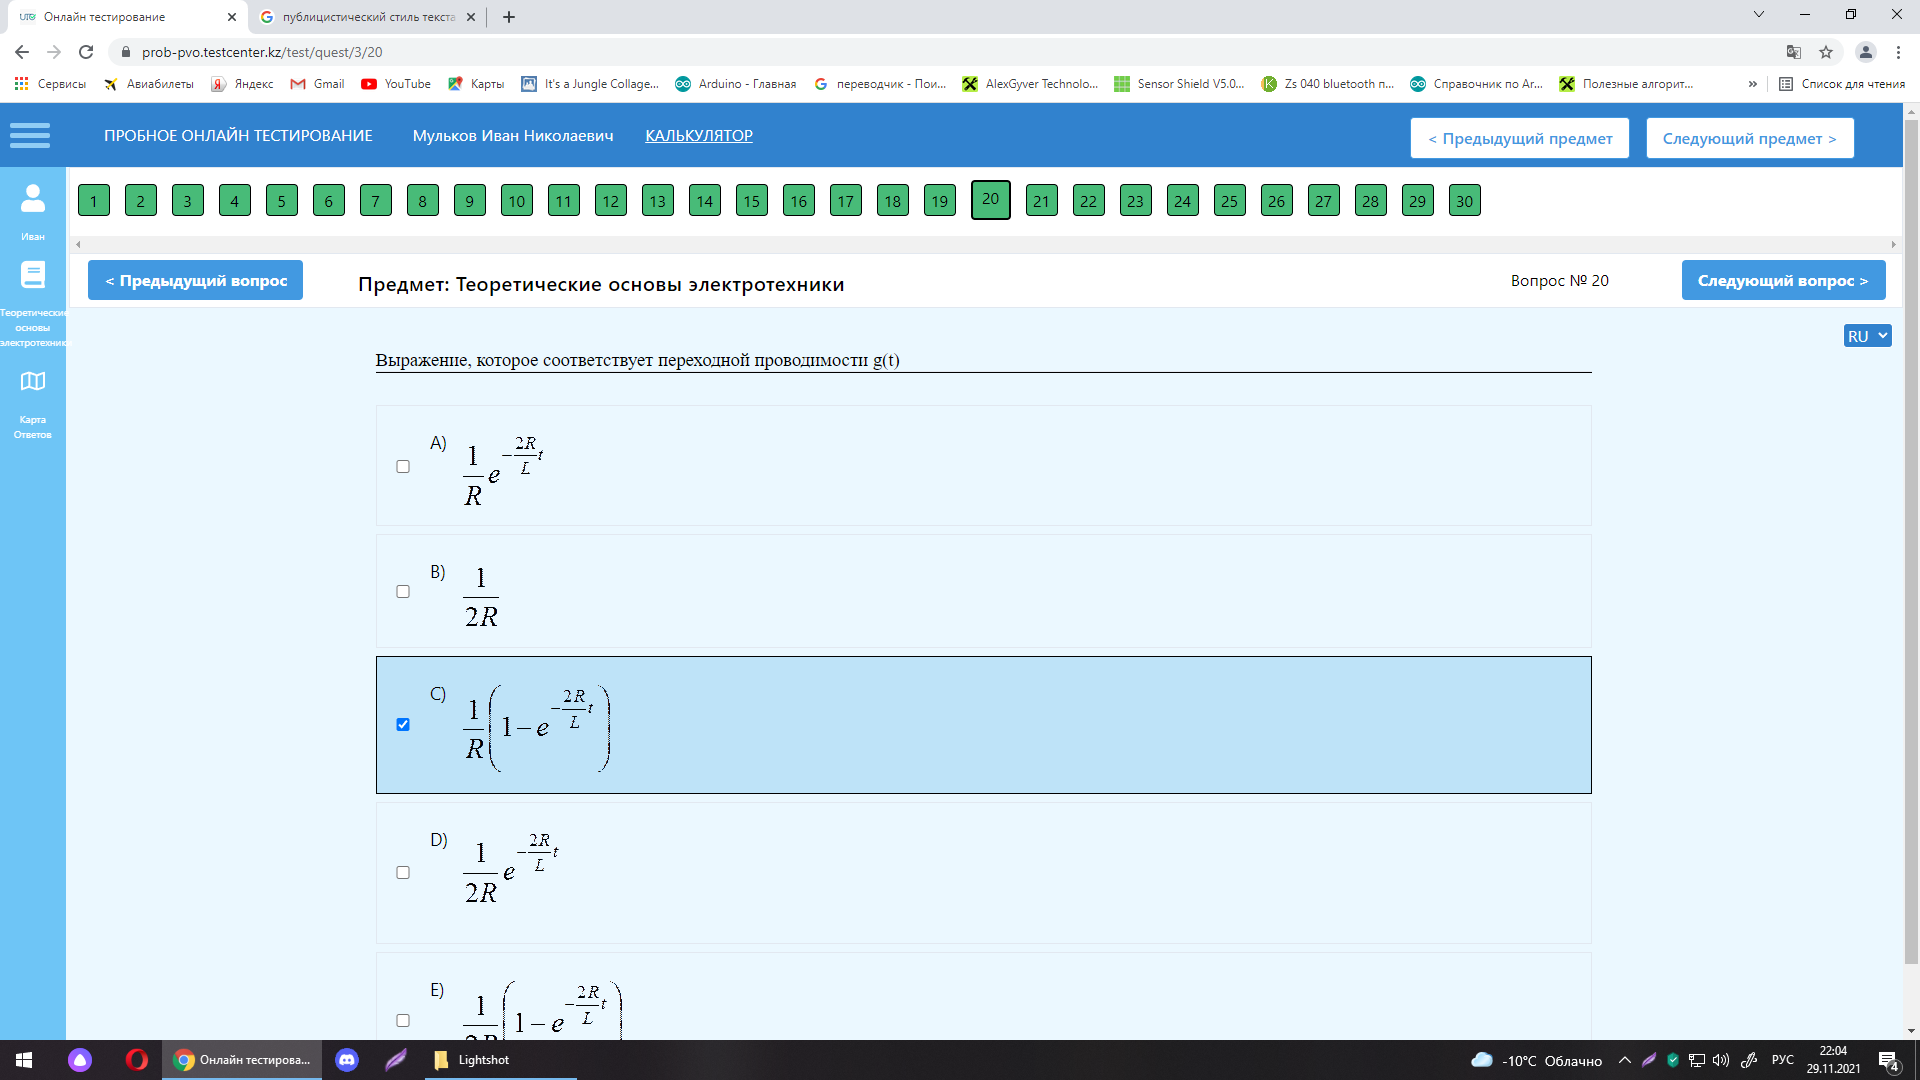 Онлайн тестирование
публицистический стиль текста
prob-pvo.testcenter.kz/test/quest/3/20
Сервисы Авиабилеты Яндекс Gmail YouTube Карты It's a Jungle Collage... Arduino - Главная переводчик - Пои... AlexGyver Technolo... Sensor Shield V5.0... Zs 040 bluetooth п... Справочник по Ar... Полезные алгорит... » Список для чтения
ПРОБНОЕ ОНЛАЙН ТЕСТИРОВАНИЕ Мульков Иван Николаевич КАЛЬКУЛЯТОР < Предыдущий предмет Следующий предмет >
1 2 3 4 5 6 7 8 9 10 11 12 13 14 15 16 17 18 19 20 21 22 23 24 25 26 27 28 29 30
Иван
Теоретически
основы
электротехник
Карта
Ответов
< Предыдущий вопрос Предмет: Теоретические основы электротехники Вопрос № 20 Следующий вопрос >
RU
Выражение, которое соответствует переходной проводимости g(t)
A) \frac{1}{R}e^{-\frac{2R}{L}t}
B) \frac{1}{2R}
C) \frac{1}{R}\left(1-e^{-\frac{2R}{L}t}\right)
D) \frac{1}{2R}e^{-\frac{2R}{L}t}
E) \frac{1}{2R}\left(1-e^{-\frac{2R}{L}t}\right)
Онлайн тестирова... Lightshot -10°C Облачно РУС 22:04
29.11.2021
4